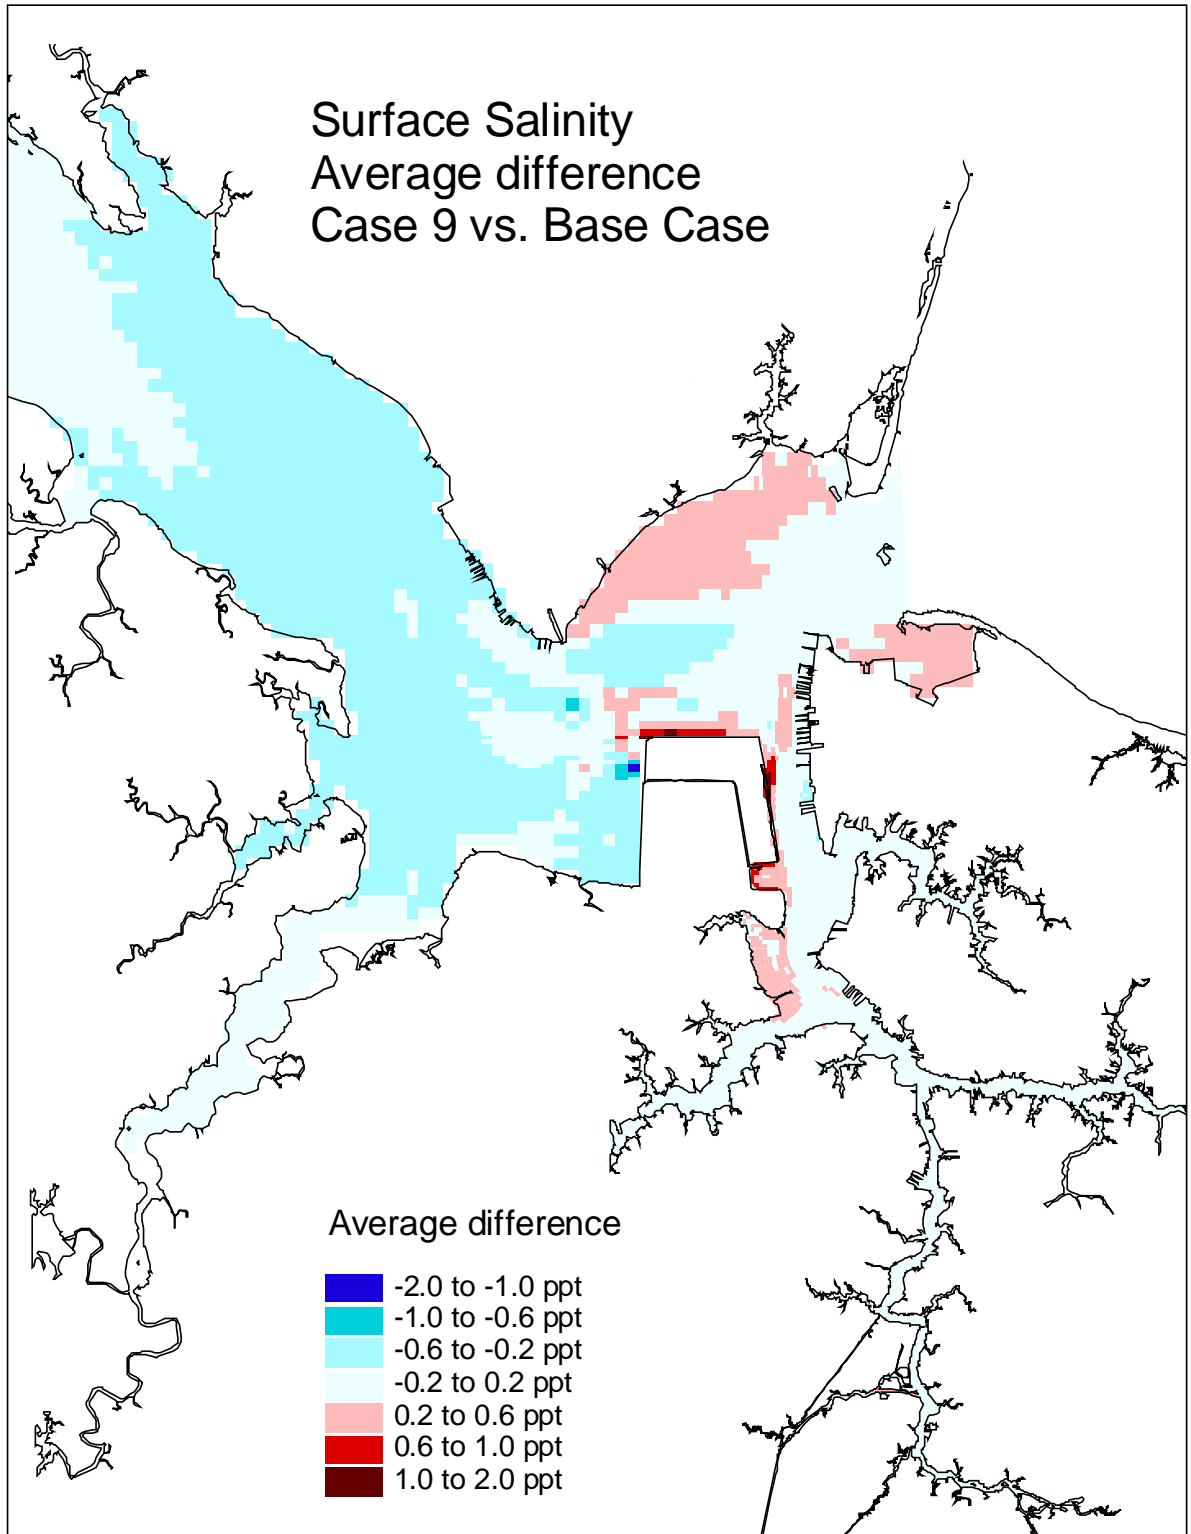 Surface Salinity
Average difference
Case 9 vs. Base Case
Average difference
-2.0 to -1.0 ppt
-1.0 to -0.6 ppt
-0.6 to -0.2 ppt
-0.2 to 0.2 ppt
0.2 to 0.6 ppt
0.6 to 1.0 ppt
1.0 to 2.0 ppt